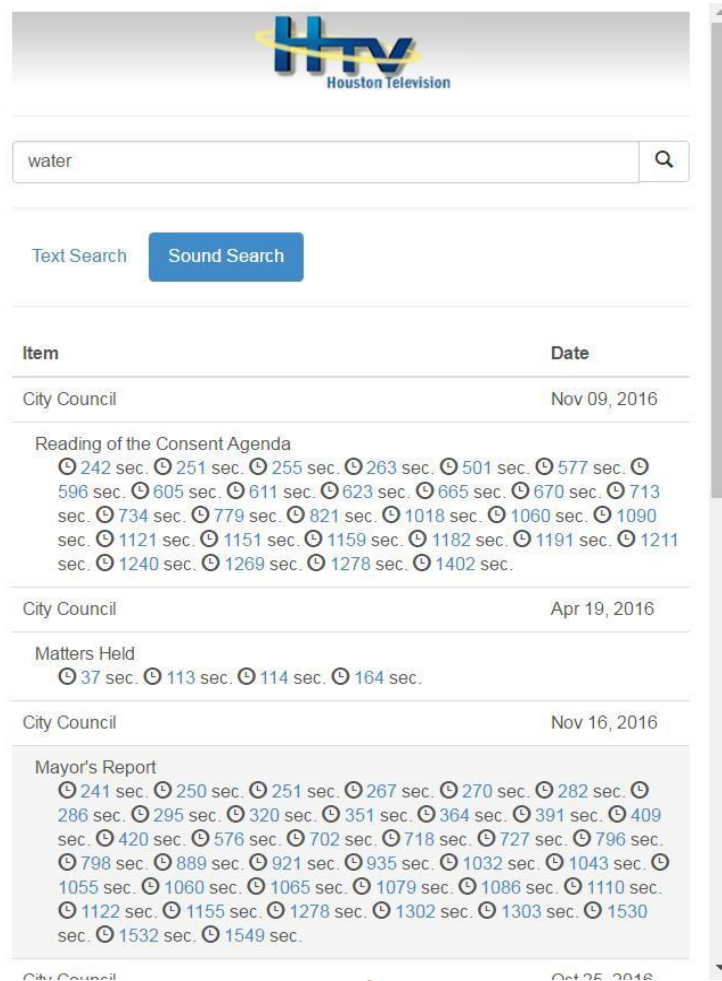 HTV
Houston Television
water
Text Search Sound Search
Item Date
City Council Nov 09, 2016
Reading of the Consent Agenda
242 sec. 251 sec. 255 sec. 263 sec. 501 sec. 577 sec.
596 sec. 605 sec. 611 sec. 623 sec. 665 sec. 670 sec. 713
sec. 734 sec. 779 sec. 821 sec. 1018 sec. 1060 sec. 1090
sec. 1121 sec. 1151 sec. 1159 sec. 1182 sec. 1191 sec. 1211
sec. 1240 sec. 1269 sec. 1278 sec. 1402 sec.
City Council Apr 19, 2016
Matters Held
37 sec. 113 sec. 114 sec. 164 sec.
City Council Nov 16, 2016
Mayor's Report
241 sec. 250 sec. 251 sec. 267 sec. 270 sec. 282 sec.
286 sec. 295 sec. 320 sec. 351 sec. 364 sec. 391 sec. 409
sec. 420 sec. 576 sec. 702 sec. 718 sec. 727 sec. 796 sec.
798 sec. 889 sec. 921 sec. 935 sec. 1032 sec. 1043 sec.
1055 sec. 1060 sec. 1065 sec. 1079 sec. 1086 sec. 1110 sec.
1122 sec. 1155 sec. 1278 sec. 1302 sec. 1303 sec. 1530
sec. 1532 sec. 1549 sec.
City Council Oct 25, 2016